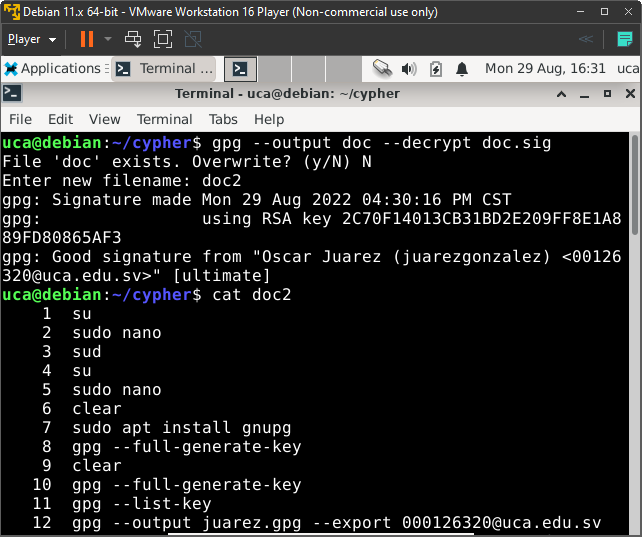 Debian 11.x 64-bit - VMware Workstation 16 Player (Non-commercial use only)
Player
Applications Terminal ... Mon 29 Aug, 16:31 uca
Terminal - uca@debian: ~/cypher
File Edit View Terminal Tabs Help
uca@debian:~/cypher$ gpg --output doc --decrypt doc.sig
File 'doc' exists. Overwrite? (y/N) N
Enter new filename: doc2
gpg: Signature made Mon 29 Aug 2022 04:30:16 PM CST
gpg:                using RSA key 2C70F14013CB31BD2E209FF8E1A8
89FD80865AF3
gpg: Good signature from "Oscar Juarez (juarezgonzalez) <00126
320@uca.edu.sv>" [ultimate]
uca@debian:~/cypher$ cat doc2
    1  su
    2  sudo nano
    3  sud
    4  su
    5  sudo nano
    6  clear
    7  sudo apt install gnupg
    8  gpg --full-generate-key
    9  clear
   10  gpg --full-generate-key
   11  gpg --list-key
   12  gpg --output juarez.gpg --export 000126320@uca.edu.sv